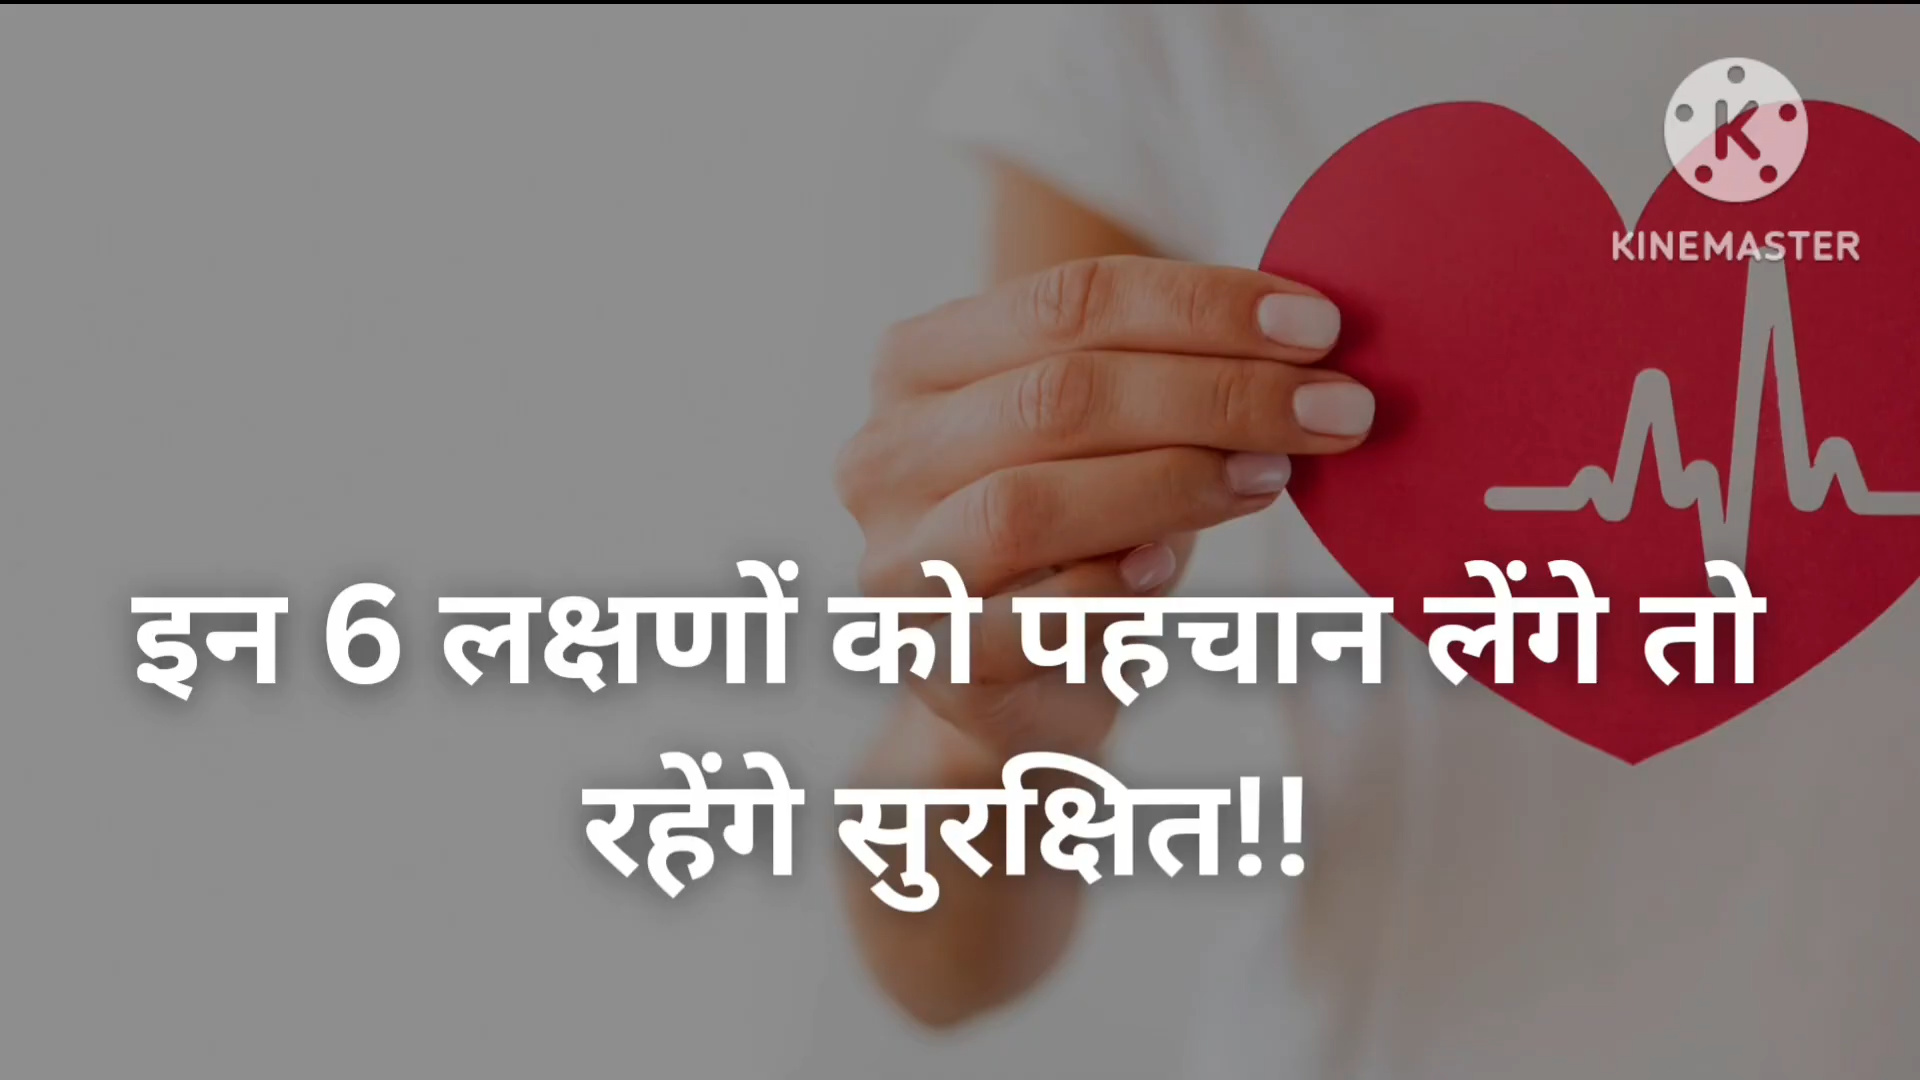 KINEMASTER
इन 6 लक्षणों को पहचान लेंगे तो
रहेंगे सुरक्षित!!